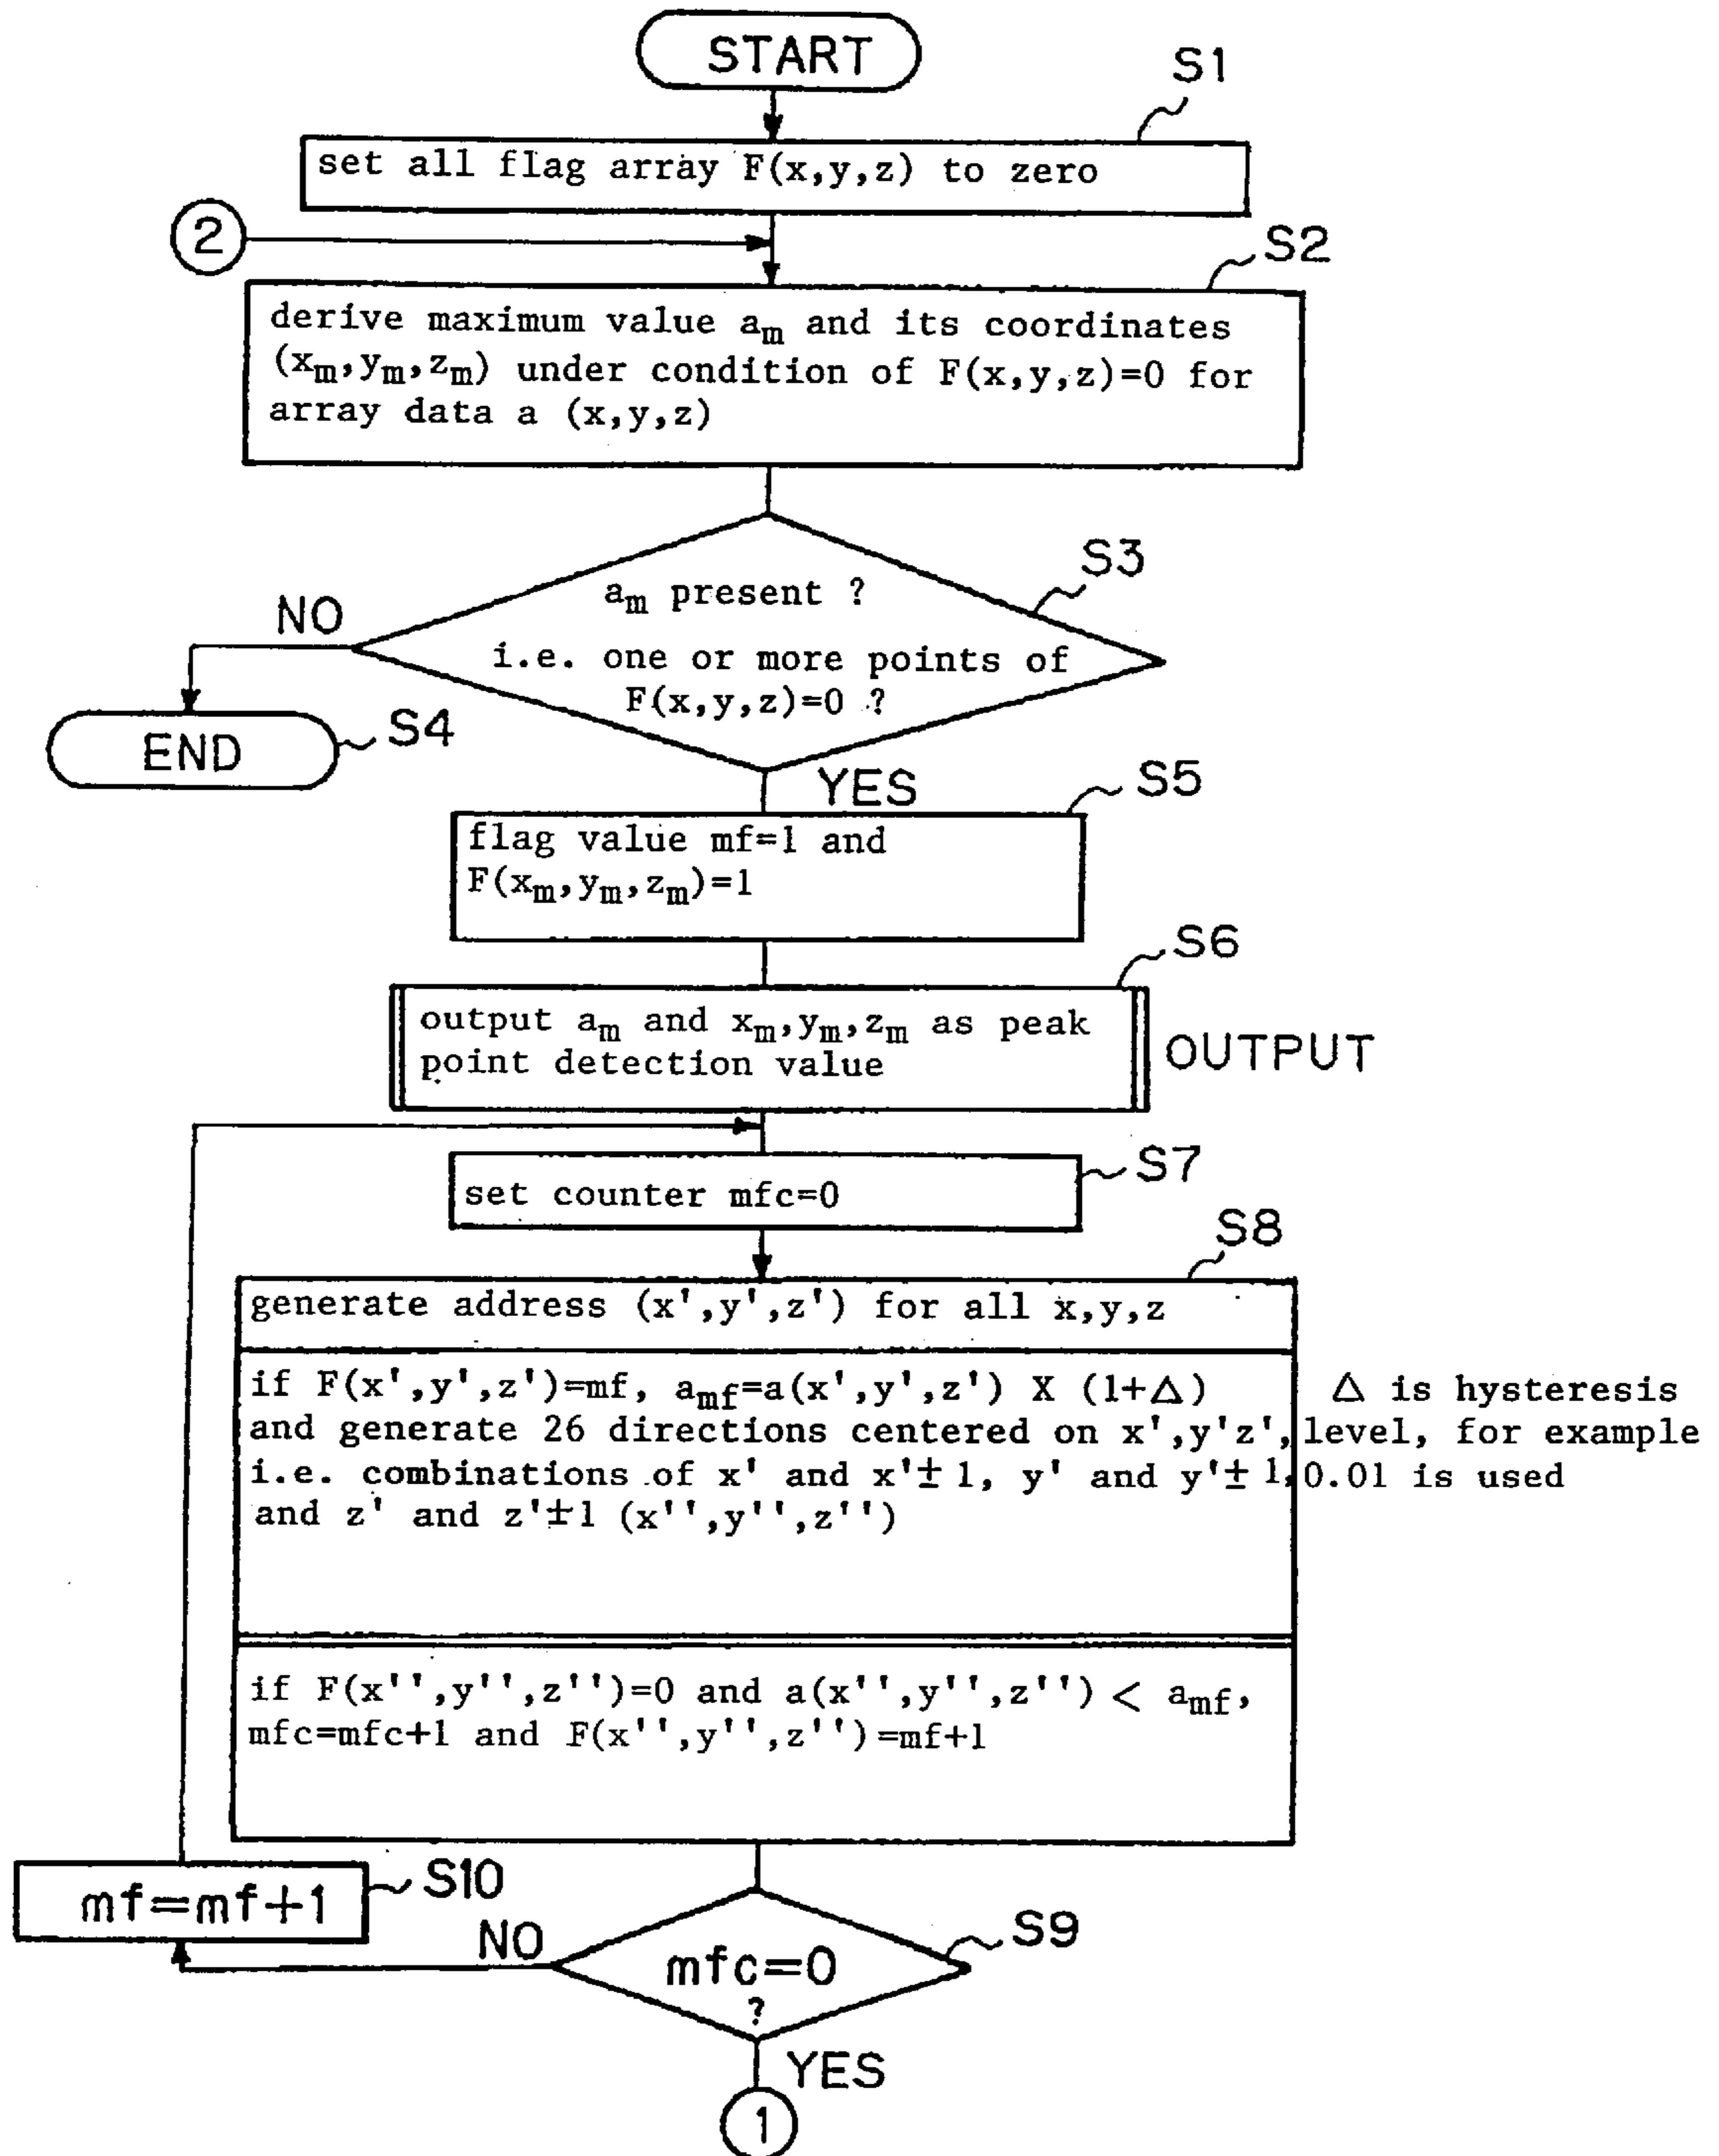 START
S1
set all flag array F(x,y,z) to zero
2
S2
derive maximum value am and its coordinates
(xm,ym,zm) under condition of F(x,y,z)=0 for
array data a (x,y,z)
S3
am present ?
NO
i.e. one or more points of
F(x,y,z)=0 ?
END
S4
YES
S5
flag value mf=1 and
F(xm,ym,zm)=1
S6
output am and xm,ym,zm as peak
point detection value
OUTPUT
S7
set counter mfc=0
S8
generate address (x',y',z') for all x,y,z
if F(x',y',z')=mf, amf=a(x',y',z') X (1+Δ)
and generate 26 directions centered on x',y'z',
i.e. combinations of x' and x'±1, y' and y'±1,
and z' and z'±1 (x'',y'',z'')
Δ is hysteresis
level, for example
0.01 is used
if F(x'',y'',z'')=0 and a(x'',y'',z'') < amf,
mfc=mfc+1 and F(x'',y'',z'')=mf+1
S10
mf=mf+1
NO
S9
mfc=0
?
YES
1